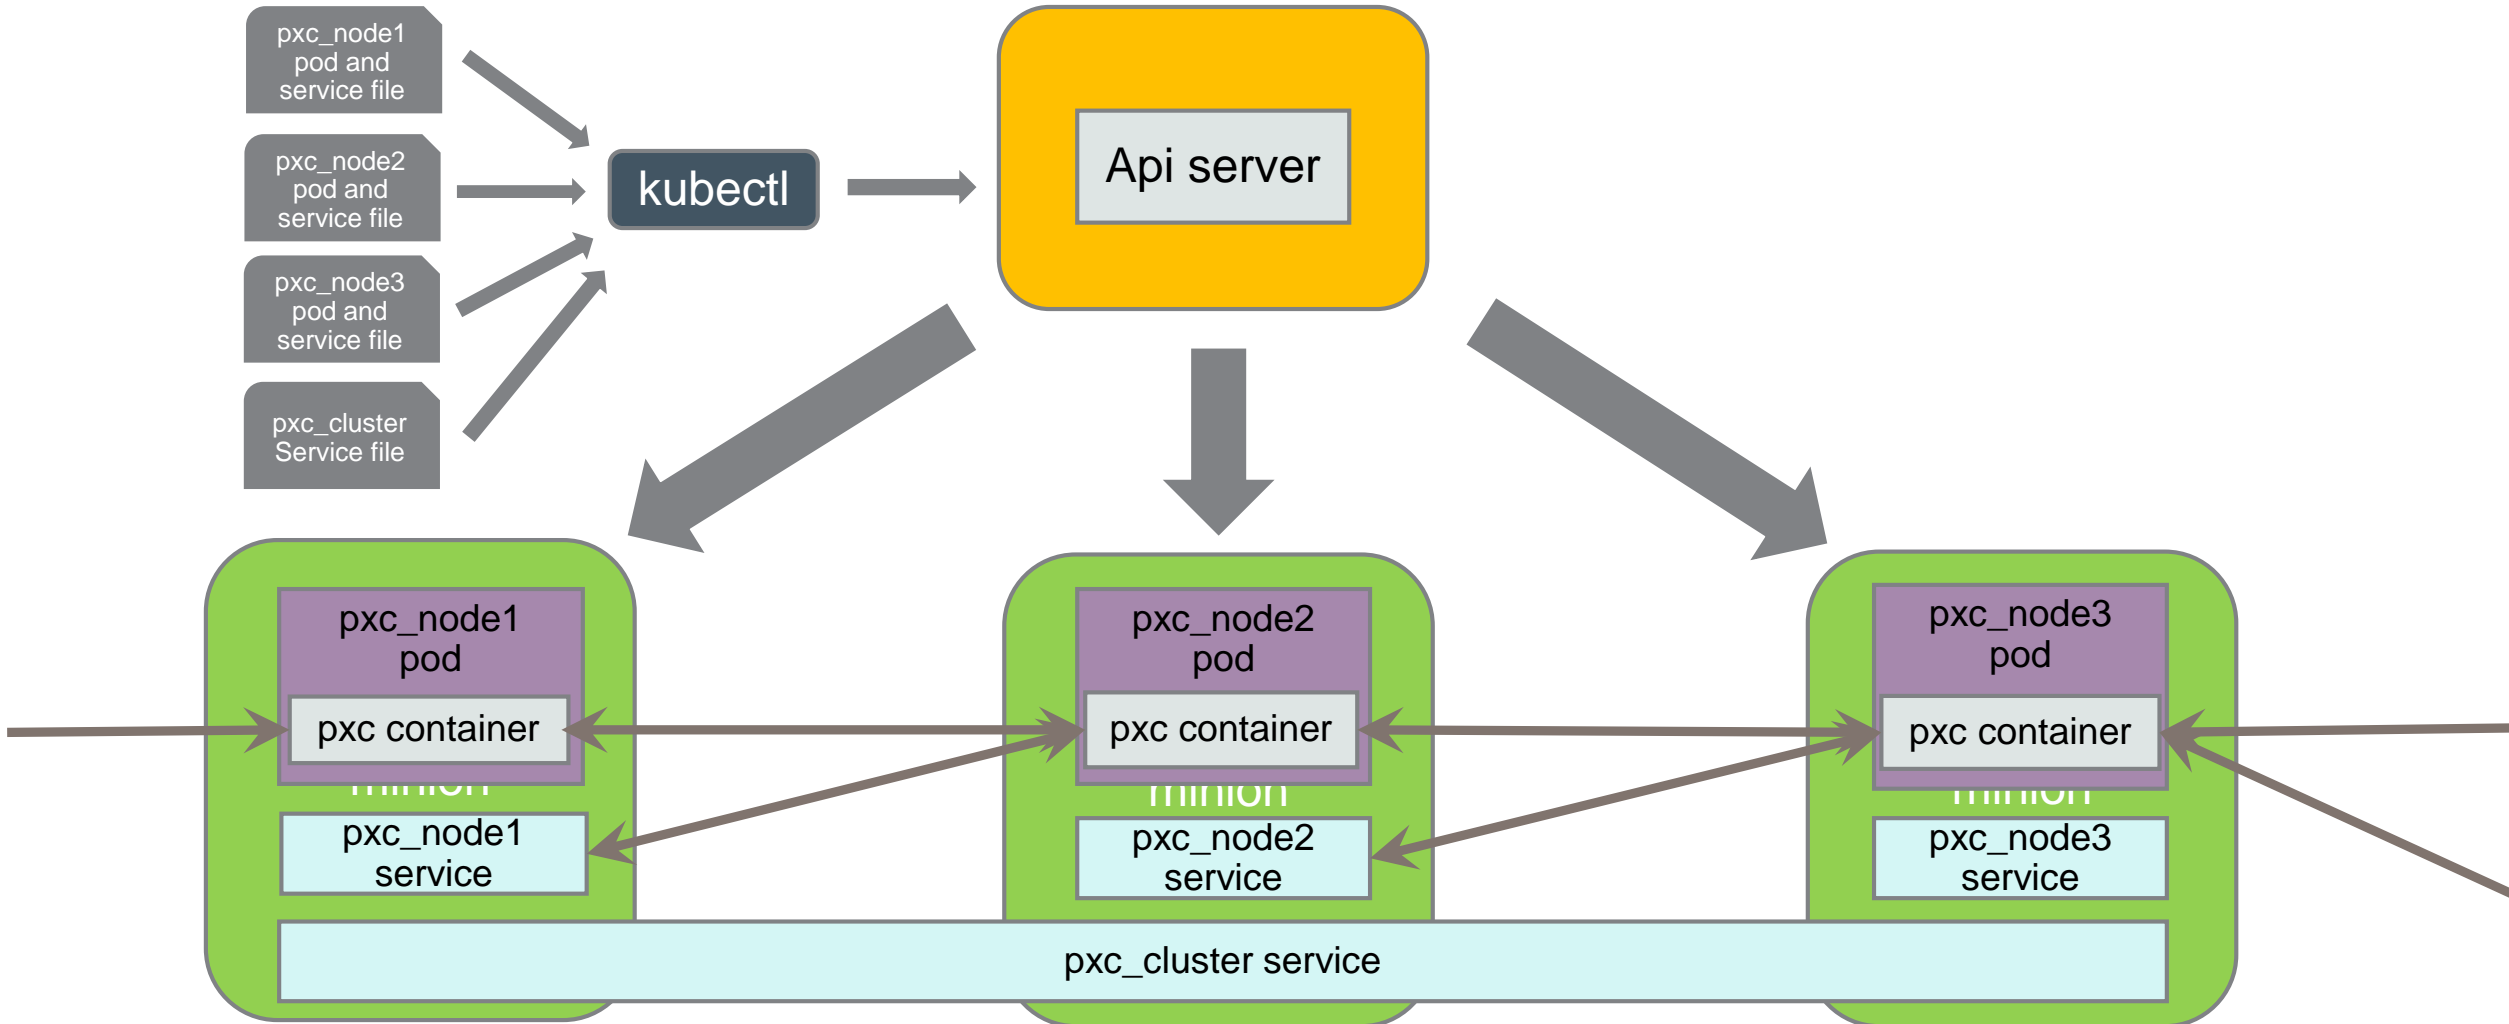 pxc_node1
pod and
service file
pxc_node2
pod and
service file
pxc_node3
pod and
service file
pxc_cluster
Service file
kubectl
Api server
pxc_node1
pod
pxc container
minion
pxc_node1
service
pxc_node2
pod
pxc container
minion
pxc_node2
service
pxc_node3
pod
pxc container
minion
pxc_node3
service
pxc_cluster service